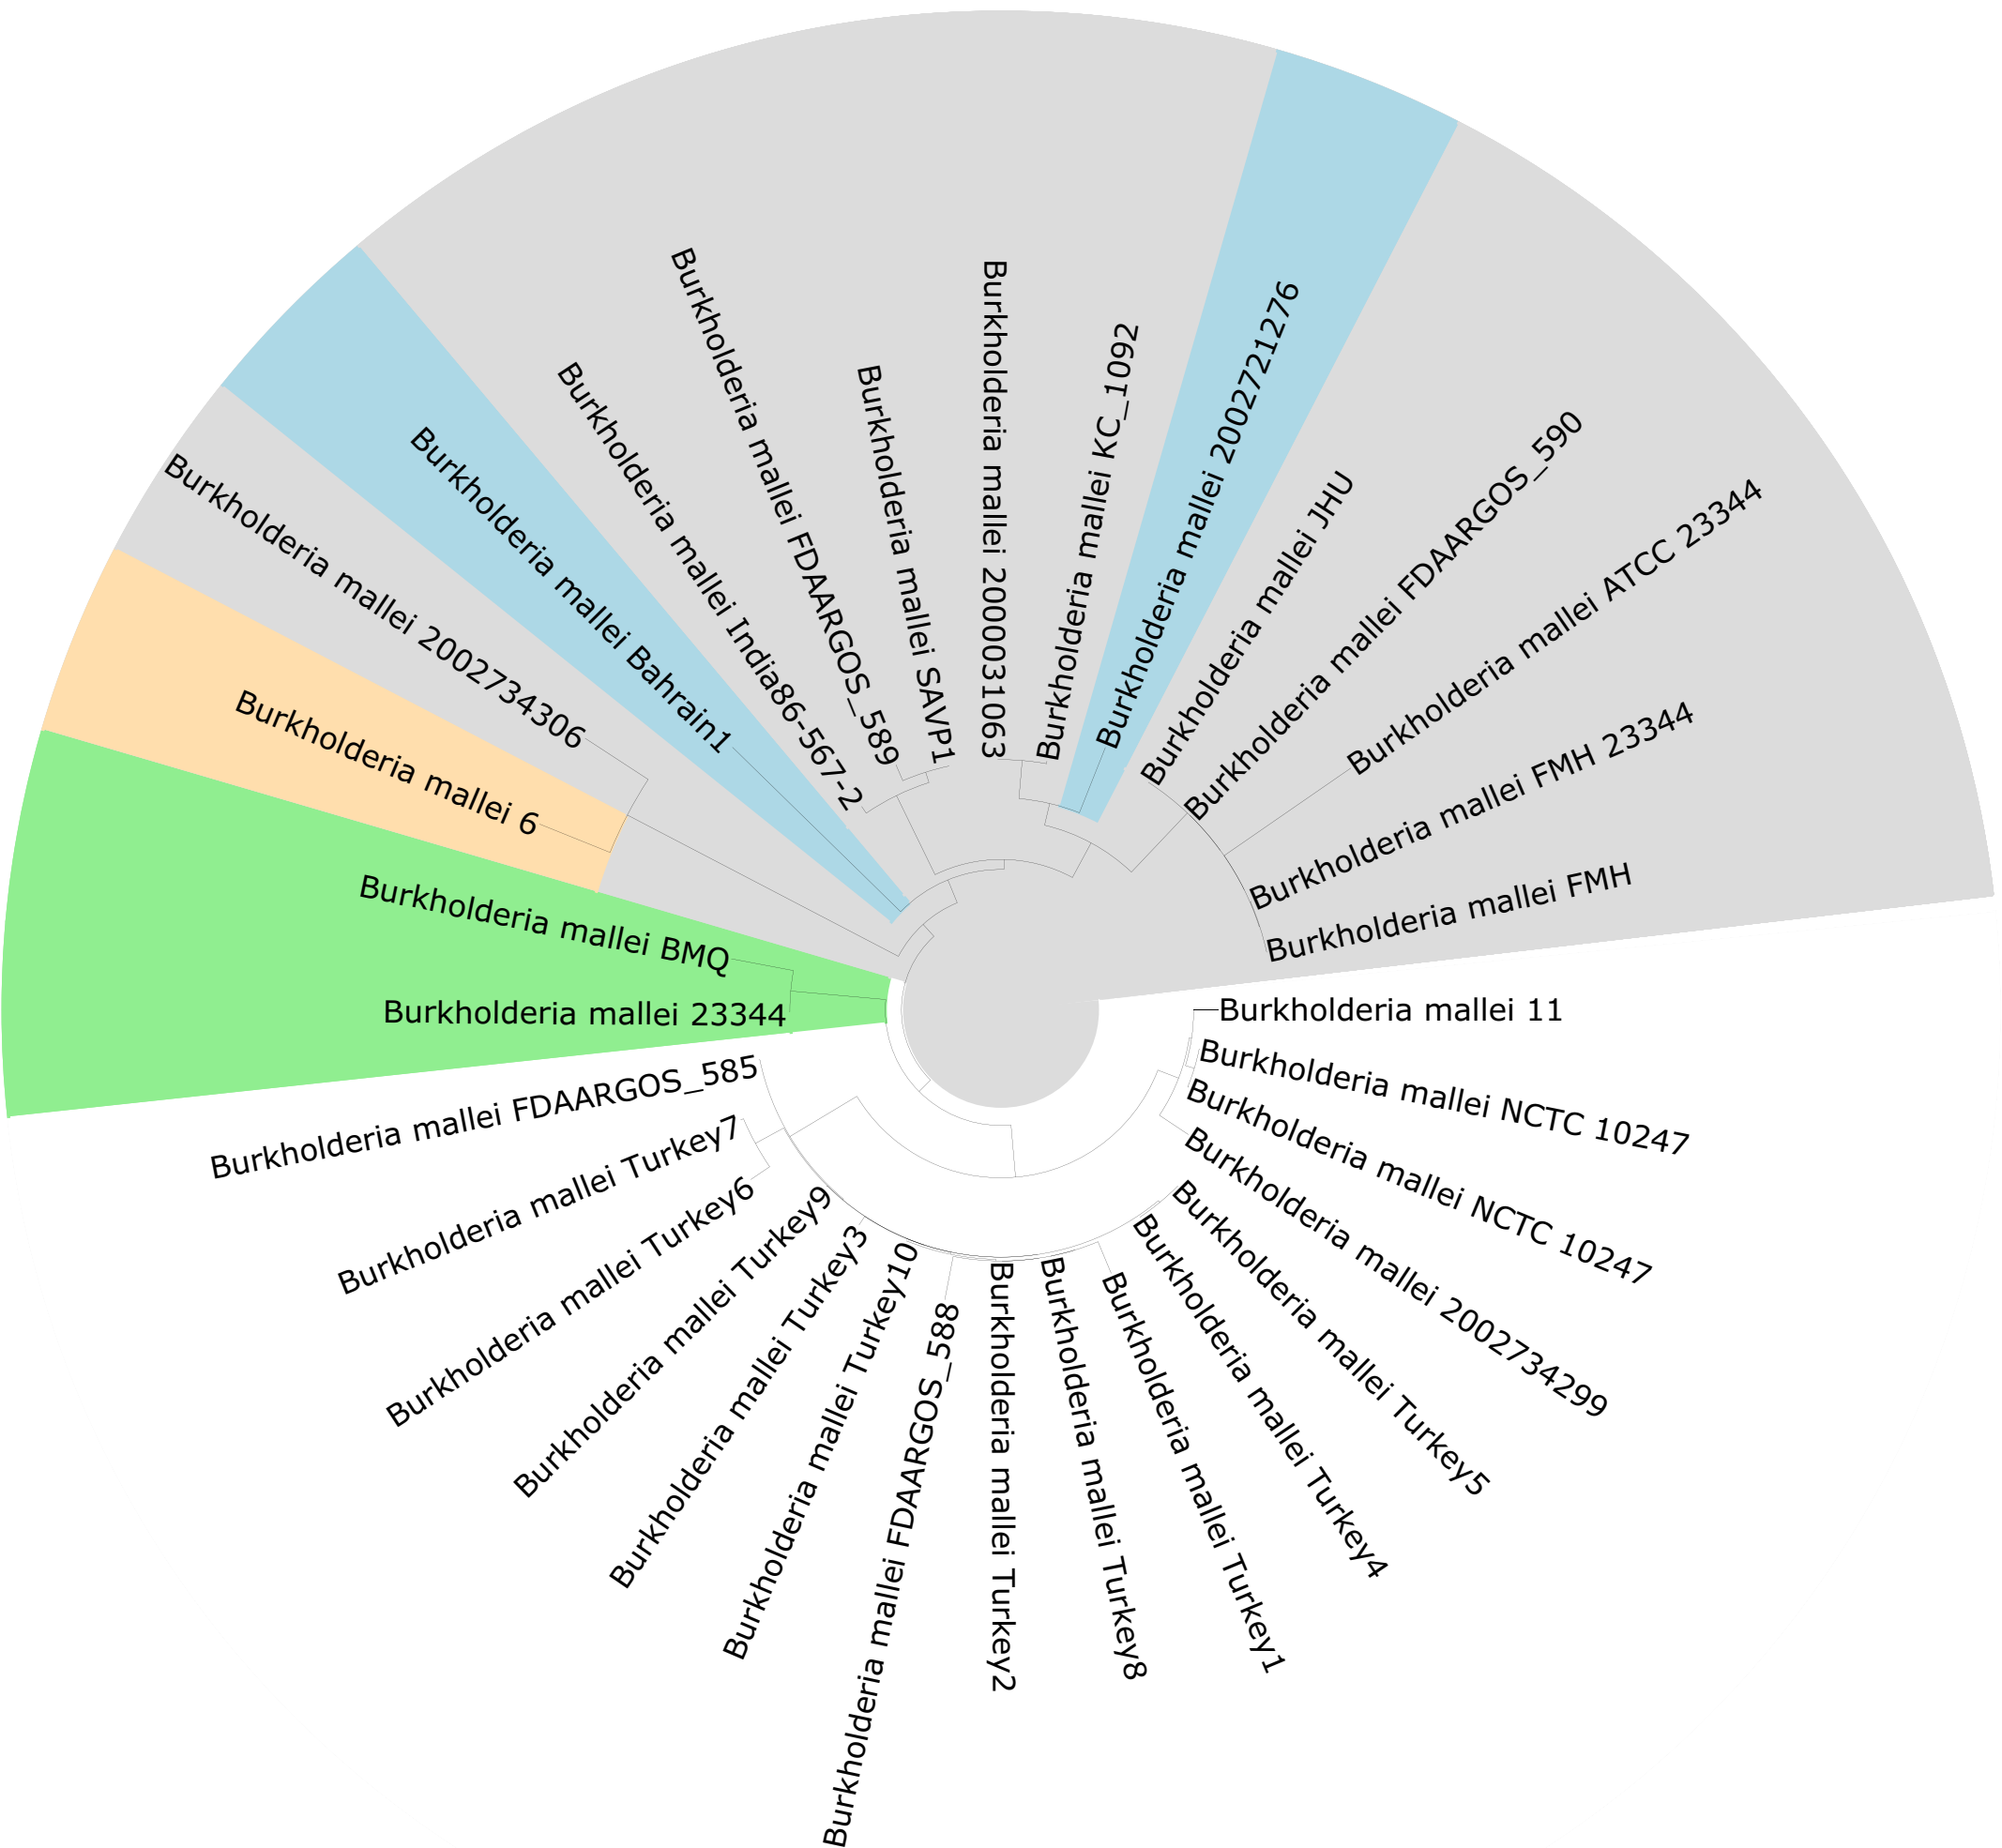 Burkholderia mallei 2002734306
Burkholderia mallei Bahrain1
Burkholderia mallei India86-567-2
Burkholderia mallei FDAARGOS_589
Burkholderia mallei SAVP1
Burkholderia mallei 2000031063
Burkholderia mallei KC_1092
Burkholderia mallei 2002721276
Burkholderia mallei JHU
Burkholderia mallei FDAARGOS_590
Burkholderia mallei ATCC 23344
Burkholderia mallei FMH 23344
Burkholderia mallei FMH
Burkholderia mallei 11
Burkholderia mallei NCTC 10247
Burkholderia mallei NCTC 10247
Burkholderia mallei 2002734299
Burkholderia mallei Turkey5
Burkholderia mallei Turkey4
Burkholderia mallei Turkey1
Burkholderia mallei Turkey8
Burkholderia mallei Turkey2
Burkholderia mallei FDAARGOS_588
Burkholderia mallei Turkey10
Burkholderia mallei Turkey3
Burkholderia mallei Turkey9
Burkholderia mallei Turkey6
Burkholderia mallei Turkey7
Burkholderia mallei FDAARGOS_585
Burkholderia mallei 23344
Burkholderia mallei BMQ
Burkholderia mallei 6